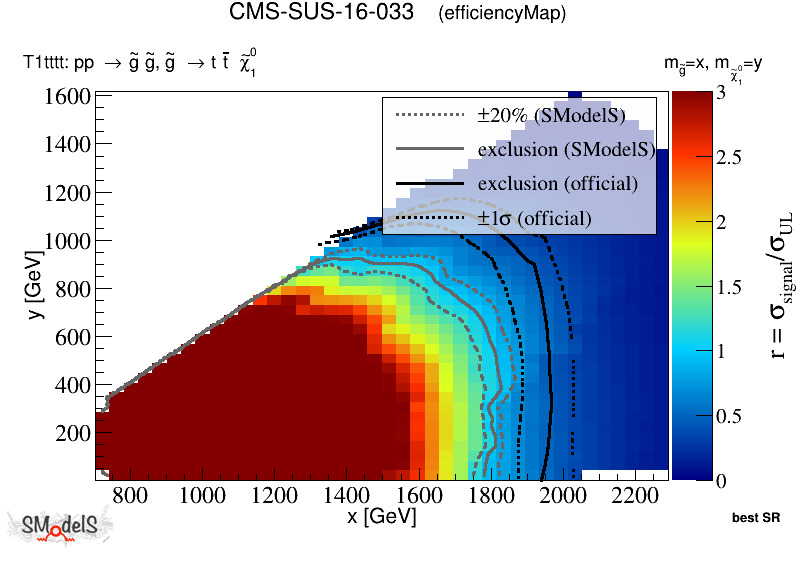 CMS-SUS-16-033 (efficiencyMap)
T1tttt: pp → g̃ g̃, g̃ → t t̄ χ̃₁⁰
m_g̃=x, m_χ̃₁⁰=y
±20% (SModelS)
exclusion (SModelS)
exclusion (official)
±1σ (official)
1600
1400
1200
1000
800
600
400
200
y [GeV]
800 1000 1200 1400 1600 1800 2000 2200
x [GeV]
3
2.5
2
1.5
1
0.5
0
r = σ_signal/σ_UL
SModelS
best SR